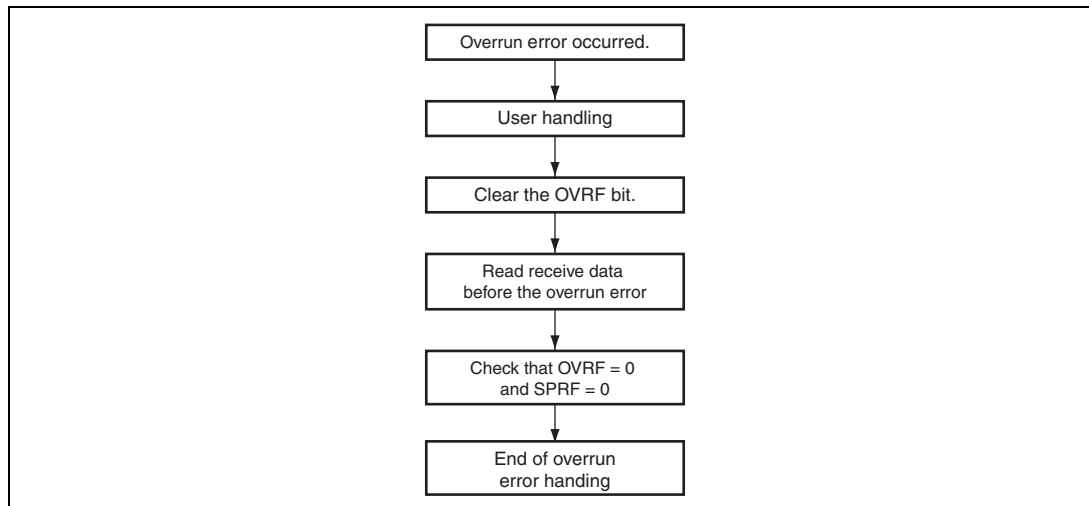 Overrun error occurred.
User handling
Clear the OVRF bit.
Read receive data
before the overrun error
Check that OVRF = 0
and SPRF = 0
End of overrun
error handing